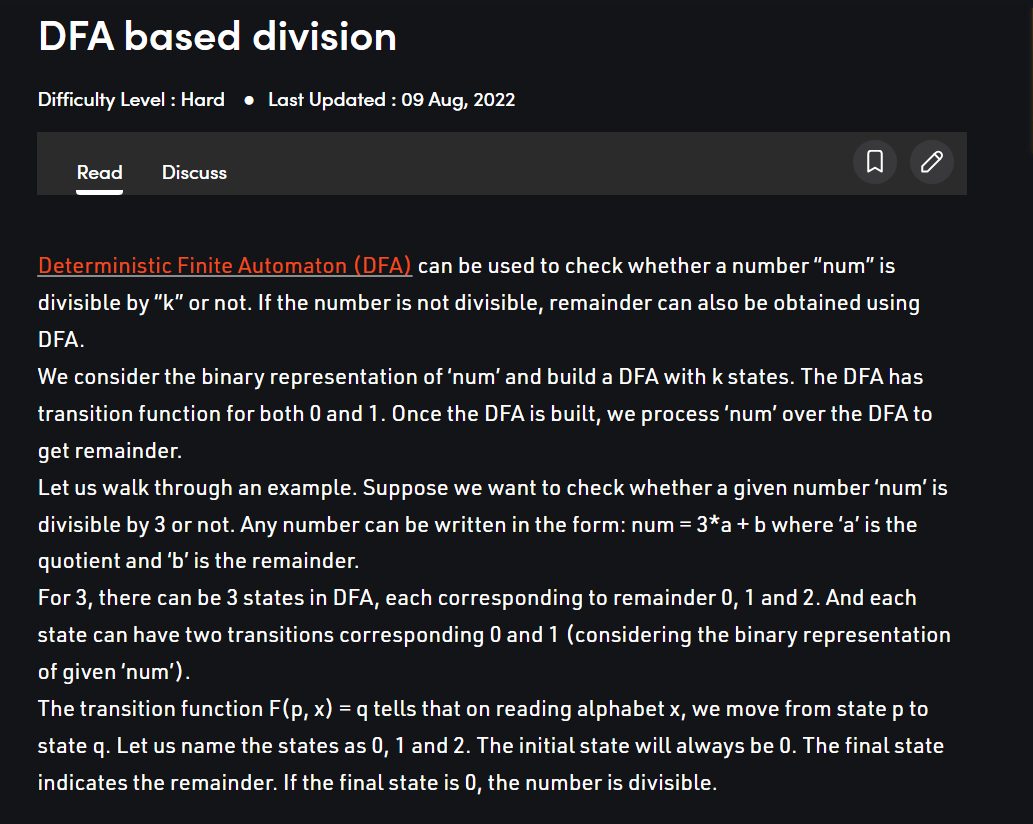 DFA based division
Difficulty Level : Hard ● Last Updated : 09 Aug, 2022
Read Discuss
Deterministic Finite Automaton (DFA) can be used to check whether a number “num” is
divisible by “k” or not. If the number is not divisible, remainder can also be obtained using
DFA.
We consider the binary representation of ‘num’ and build a DFA with k states. The DFA has
transition function for both 0 and 1. Once the DFA is built, we process ‘num’ over the DFA to
get remainder.
Let us walk through an example. Suppose we want to check whether a given number ‘num’ is
divisible by 3 or not. Any number can be written in the form: num = 3*a + b where ‘a’ is the
quotient and ‘b’ is the remainder.
For 3, there can be 3 states in DFA, each corresponding to remainder 0, 1 and 2. And each
state can have two transitions corresponding 0 and 1 (considering the binary representation
of given ‘num’).
The transition function F(p, x) = q tells that on reading alphabet x, we move from state p to
state q. Let us name the states as 0, 1 and 2. The initial state will always be 0. The final state
indicates the remainder. If the final state is 0, the number is divisible.